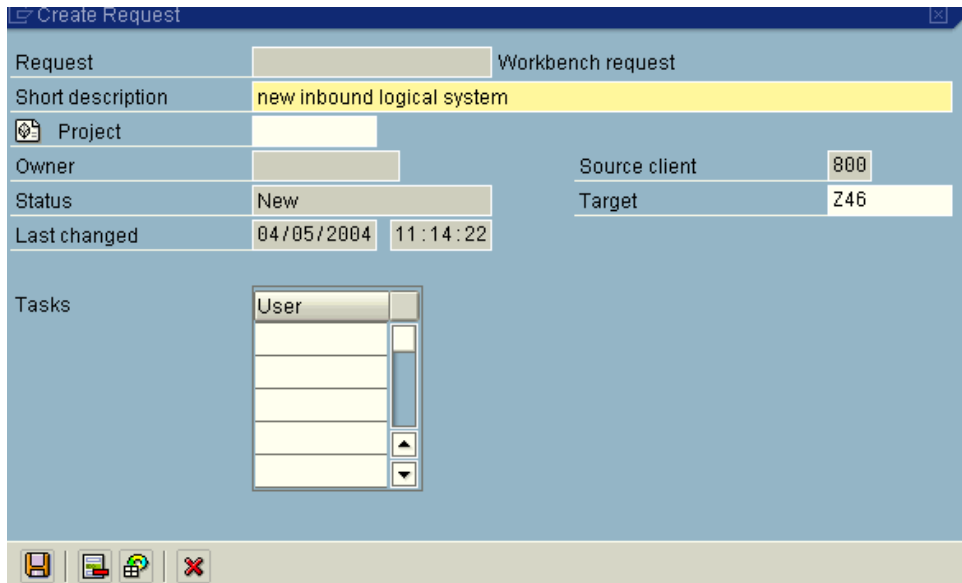 Create Request
Request Workbench request
Short description new inbound logical system
Project
Owner Source client 800
Status New Target Z46
Last changed 04/05/2004 11:14:22
Tasks User